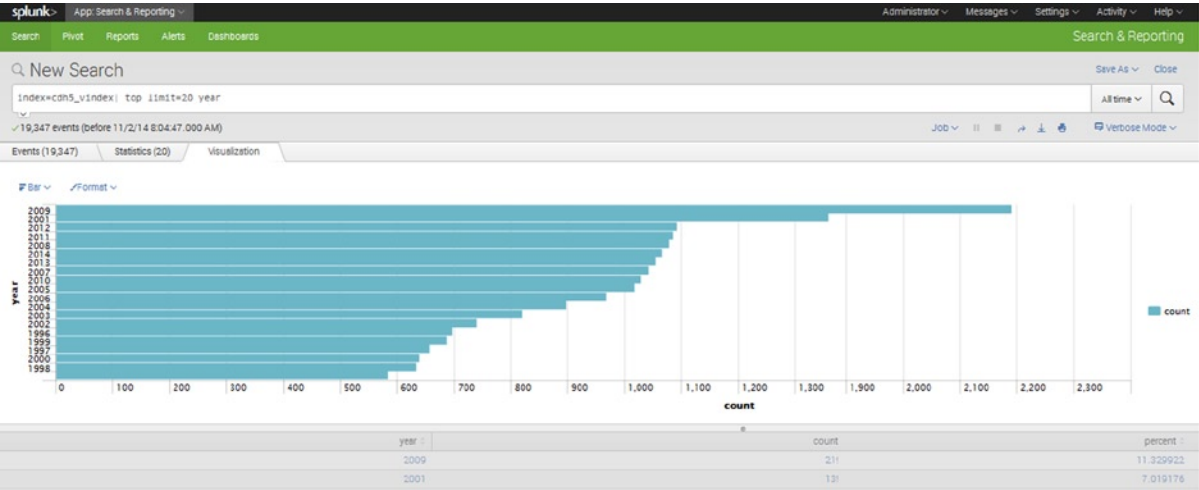 splunk> App: Search & Reporting Administrator Messages Settings Activity Help
Search Pivot Reports Alerts Dashboards Search & Reporting
New Search Save As Close
index=cdh5_vindex| top limit=20 year All time
19,347 events (before 11/2/14 8:04:47.000 AM) Job Verbose Mode
Events (19,347) Statistics (20) Visualization
Bar Format
2009
2001
2012
2011
2008
2014
2013
2007
2010
2005
2006
2004
2003
2002
1996
1999
1997
2000
1998
year
count
0 100 200 300 400 500 600 700 800 900 1,000 1,100 1,200 1,300 1,900 2,000 2,100 2,200 2,300
count
year count percent
2009 11.329922
2001 7.019176